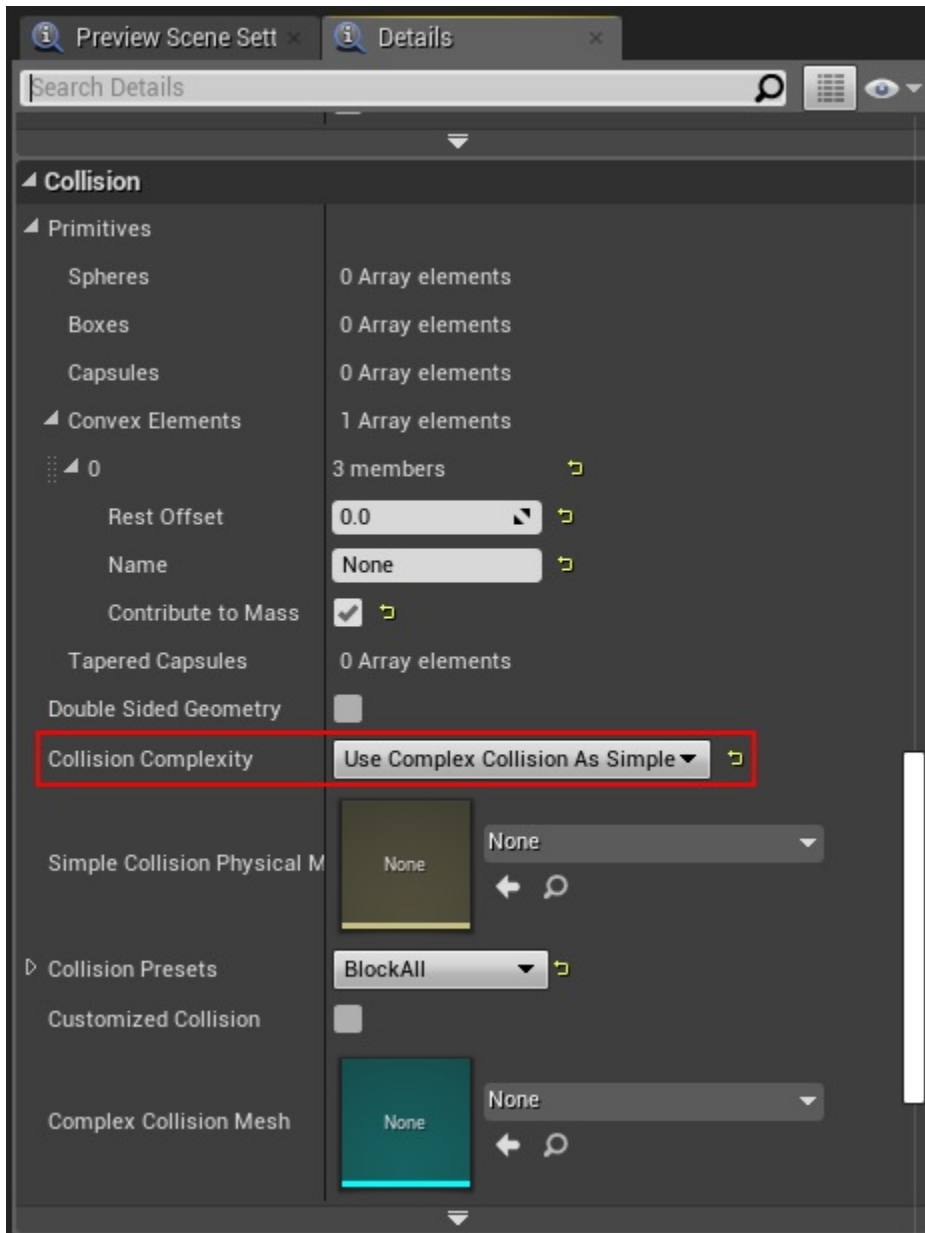 Preview Scene Sett
Details
Search Details
Collision
Primitives
Spheres 0 Array elements
Boxes 0 Array elements
Capsules 0 Array elements
Convex Elements 1 Array elements
0 3 members
Rest Offset 0.0
Name None
Contribute to Mass
Tapered Capsules 0 Array elements
Double Sided Geometry
Collision Complexity Use Complex Collision As Simple
Simple Collision Physical M None None
Collision Presets BlockAll
Customized Collision
Complex Collision Mesh None None